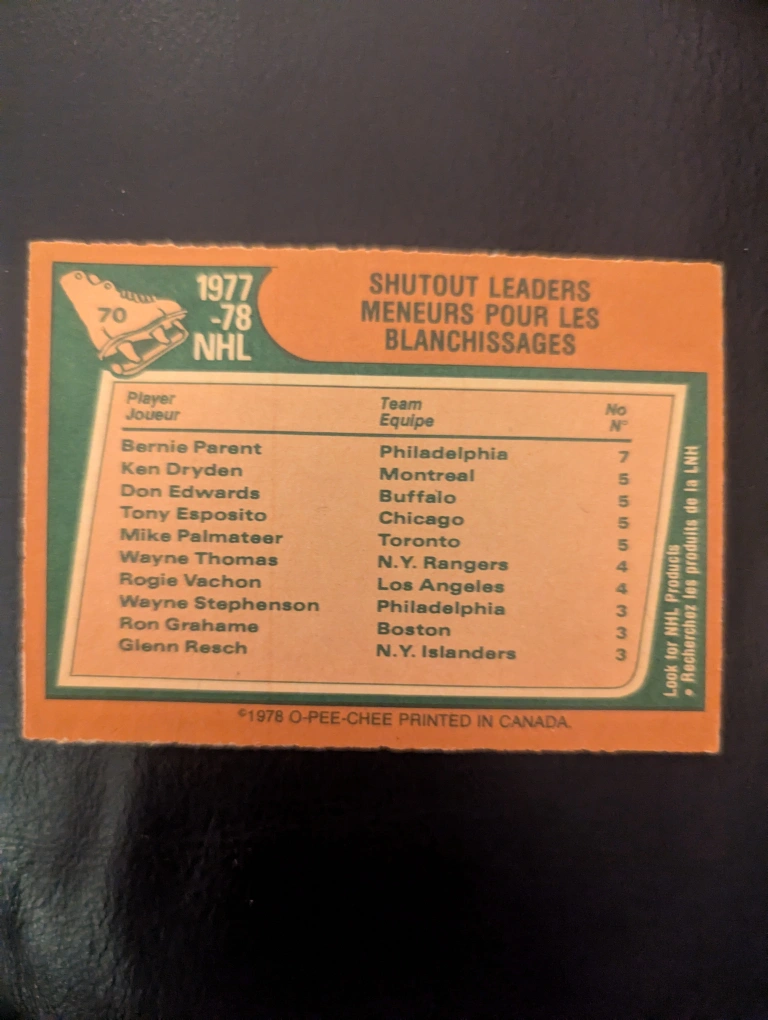 70
1977
-78
NHL
SHUTOUT LEADERS
MENEURS POUR LES
BLANCHISSAGES
Player Team No
Joueur Equipe N°
Bernie Parent Philadelphia 7
Ken Dryden Montreal 5
Don Edwards Buffalo 5
Tony Esposito Chicago 5
Mike Palmateer Toronto 5
Wayne Thomas N.Y. Rangers 4
Rogie Vachon Los Angeles 4
Wayne Stephenson Philadelphia 3
Ron Grahame Boston 3
Glenn Resch N.Y. Islanders 3
Look for NHL Products
• Recherchez les produits de la LNH
©1978 O-PEE-CHEE PRINTED IN CANADA.